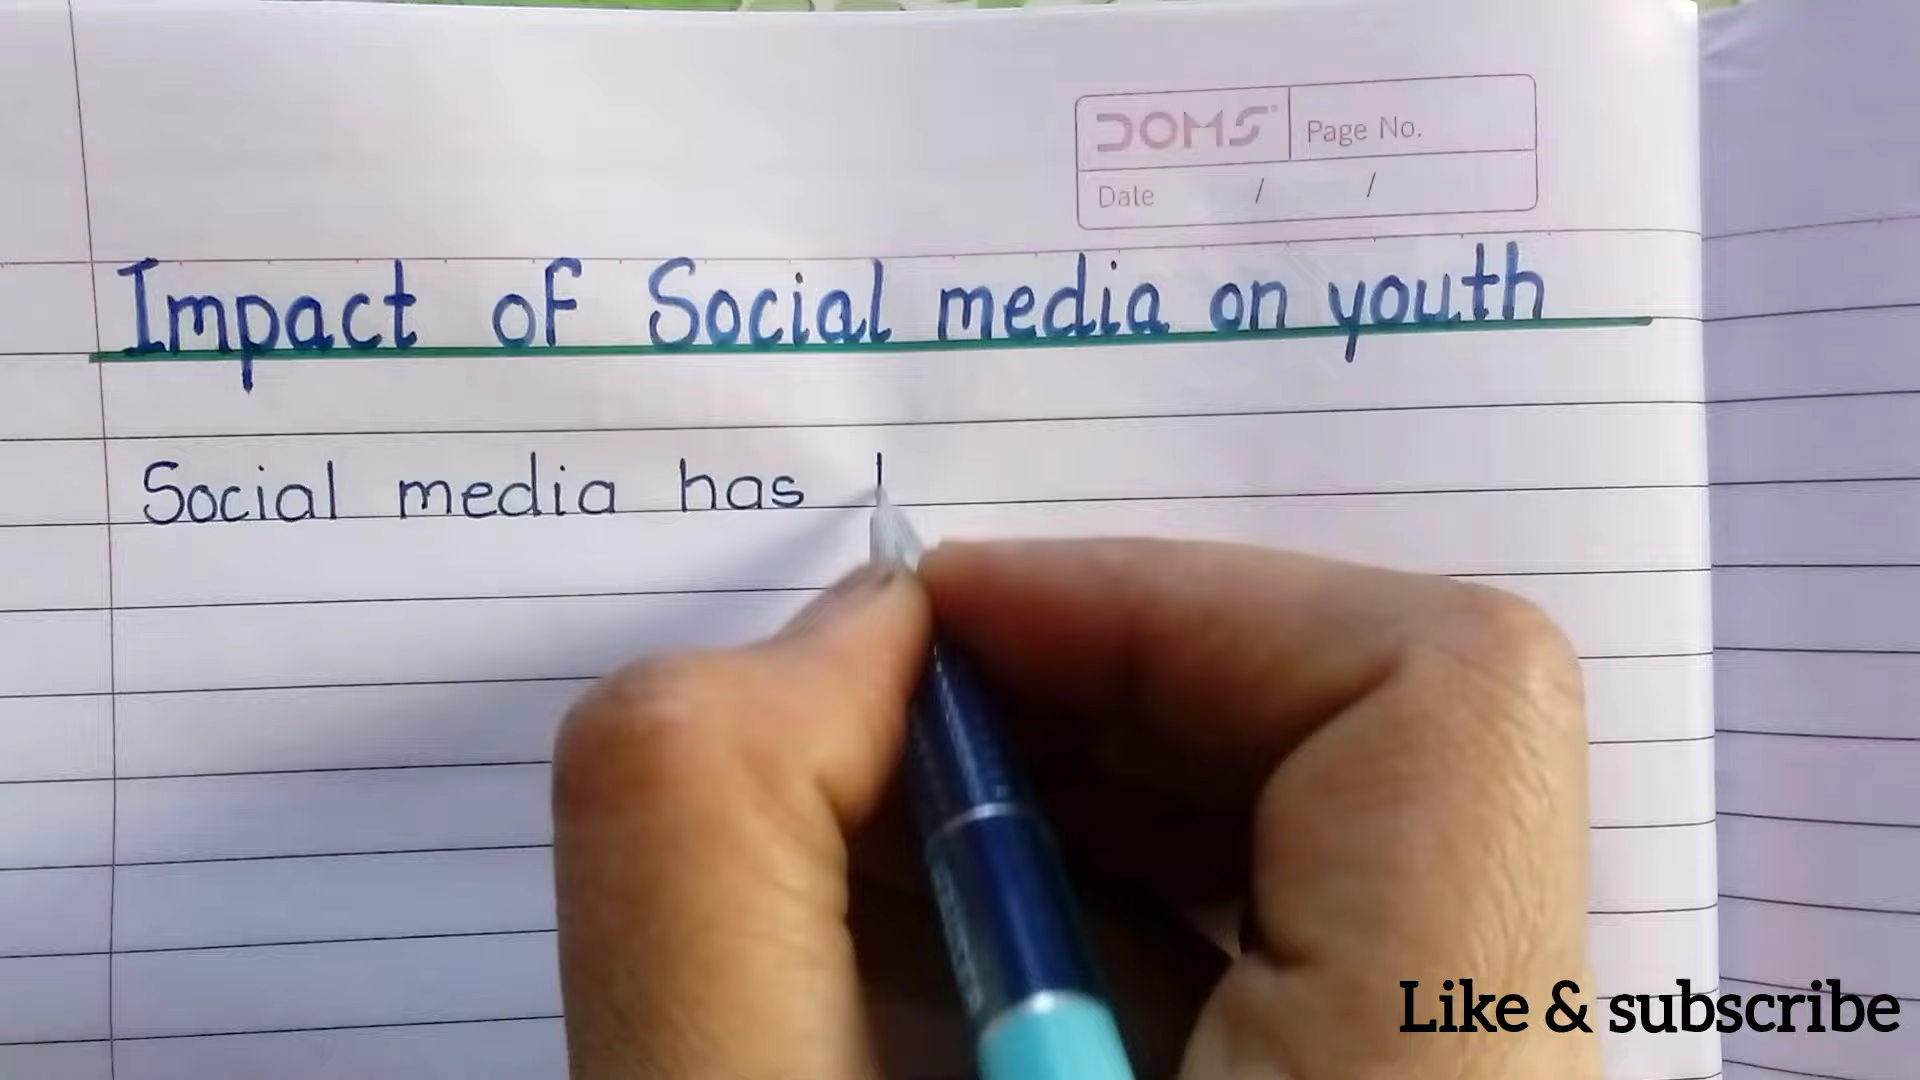 DOMS
Page No.
Date / /
Impact of Social media on youth
Social media has
Like & subscribe